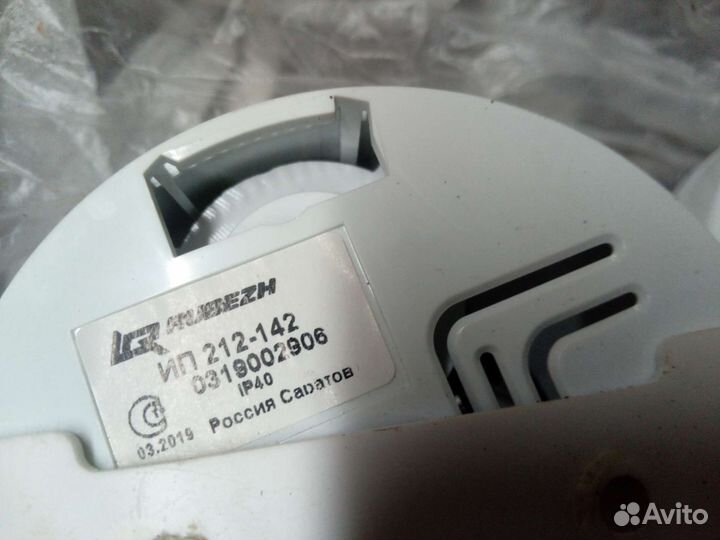 RUBEZH
ИП 212-142
0319002906
IP40
03.2019 Россия Саратов
Avito